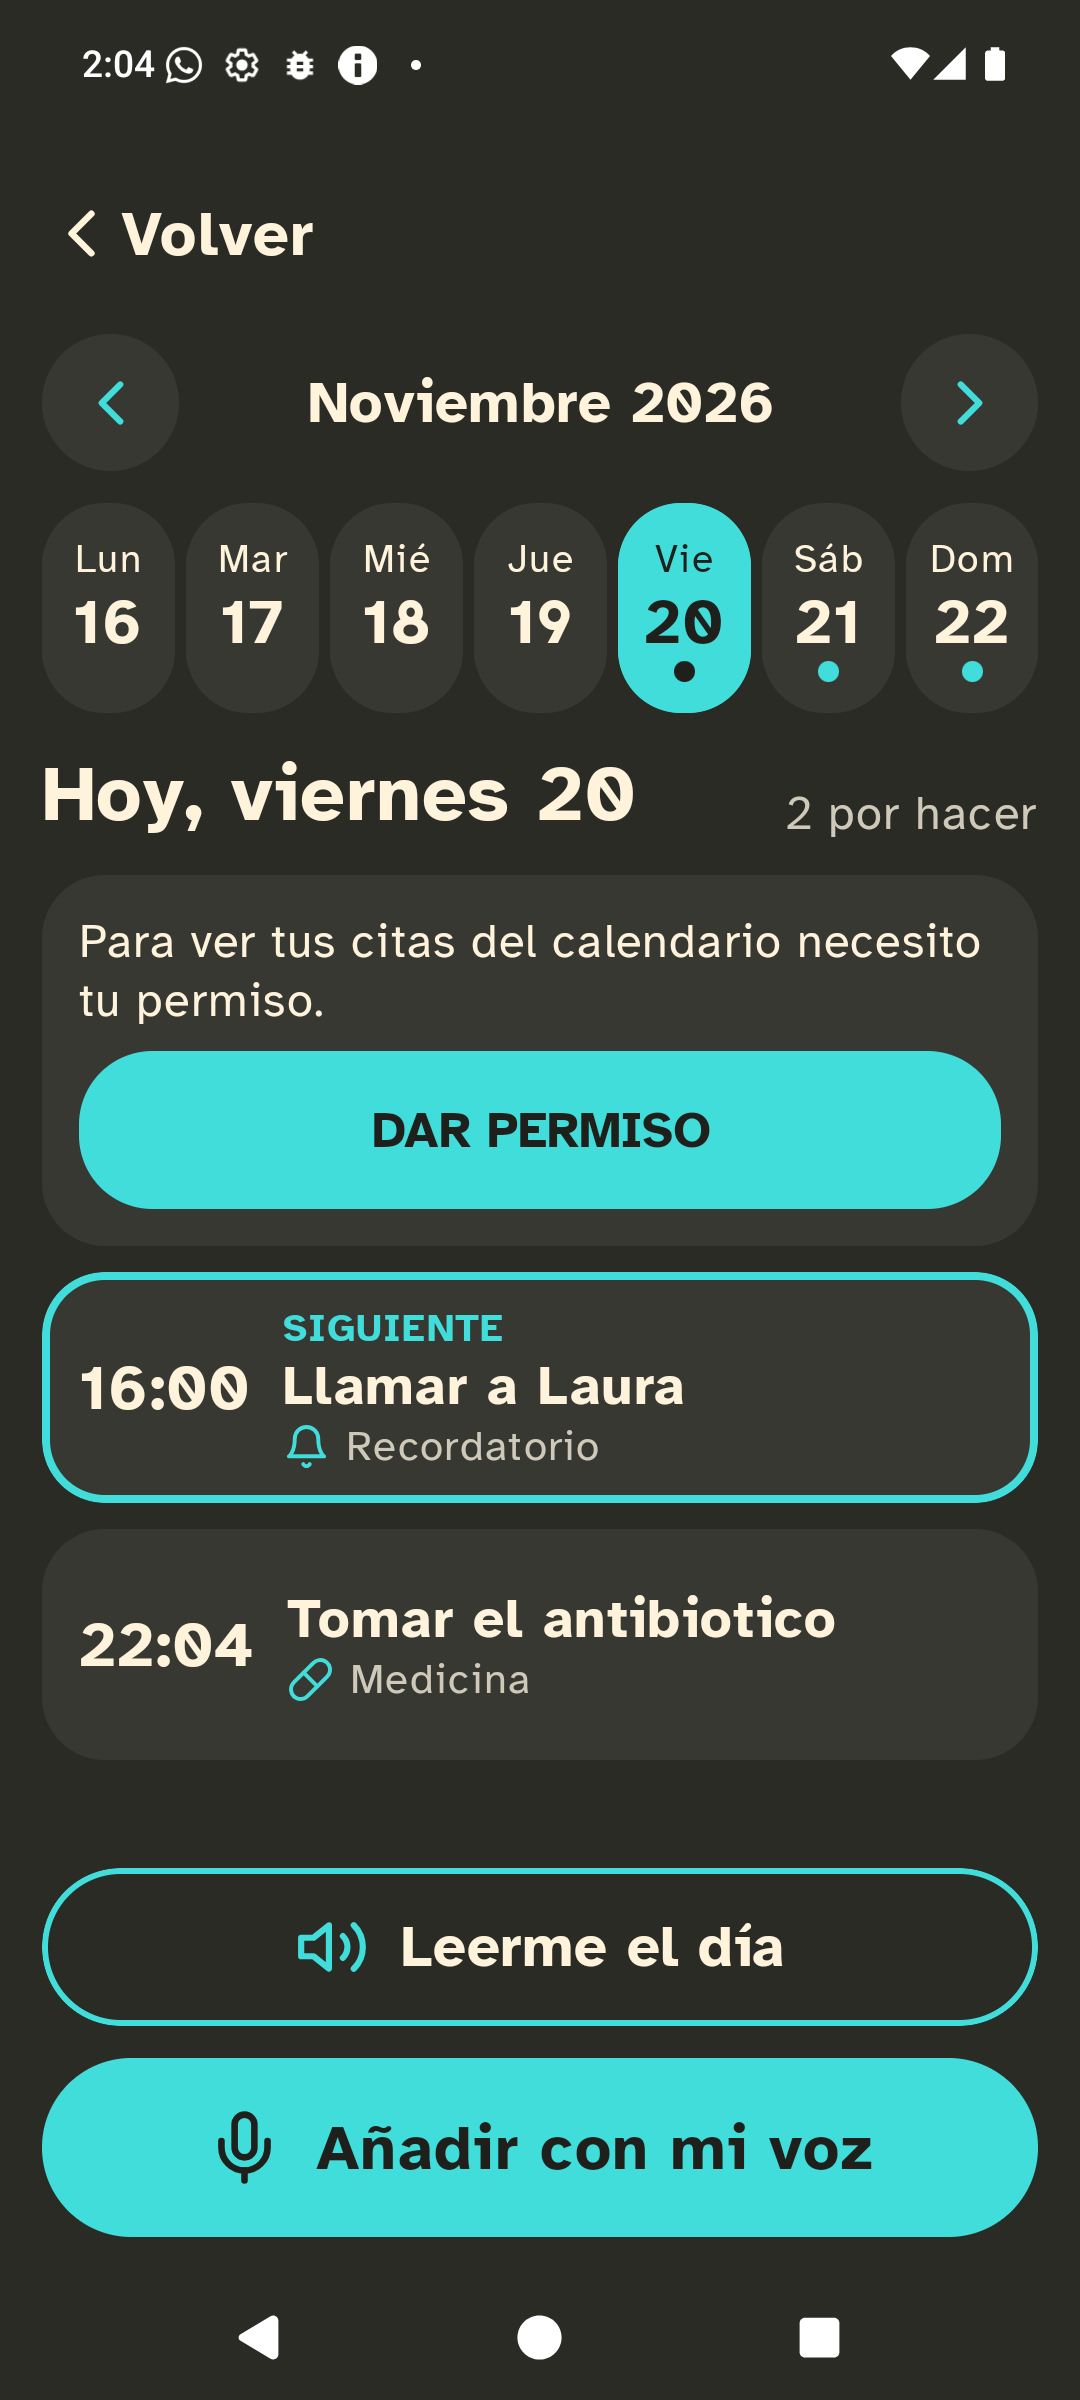 2:04
Volver
Noviembre 2026
Lun Mar Mié Jue Vie Sáb Dom
16 17 18 19 20 21 22
Hoy, viernes 20
2 por hacer
Para ver tus citas del calendario necesito
tu permiso.
DAR PERMISO
SIGUIENTE
16:00 Llamar a Laura
Recordatorio
22:04 Tomar el antibiotico
Medicina
Leerme el día
Añadir con mi voz